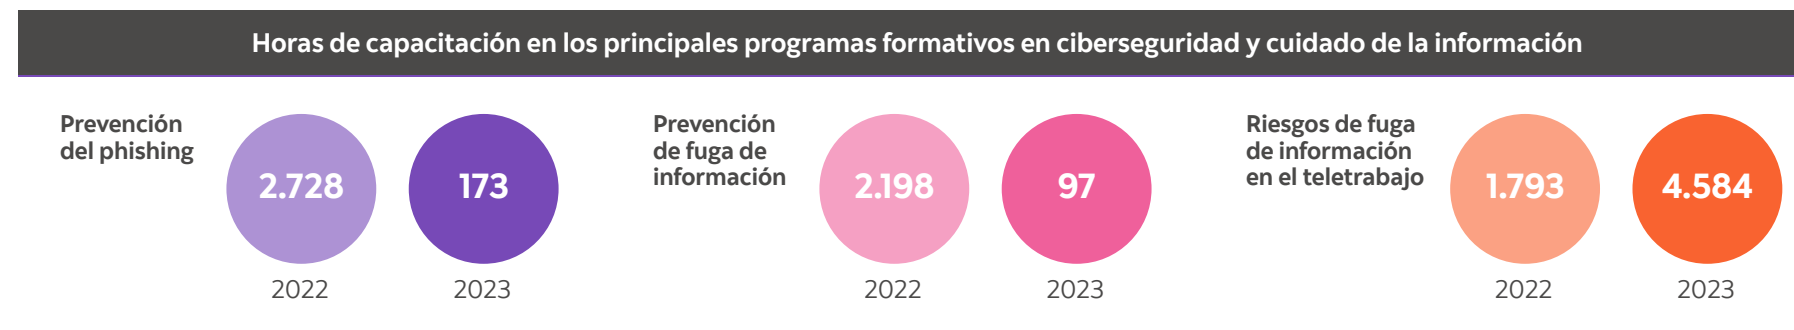 Horas de capacitación en los principales programas formativos en ciberseguridad y cuidado de la información
Prevención
del phishing
2.728
173
2022
2023
Prevención
de fuga de
información
2.198
97
2022
2023
Riesgos de fuga
de información
en el teletrabajo
1.793
4.584
2022
2023